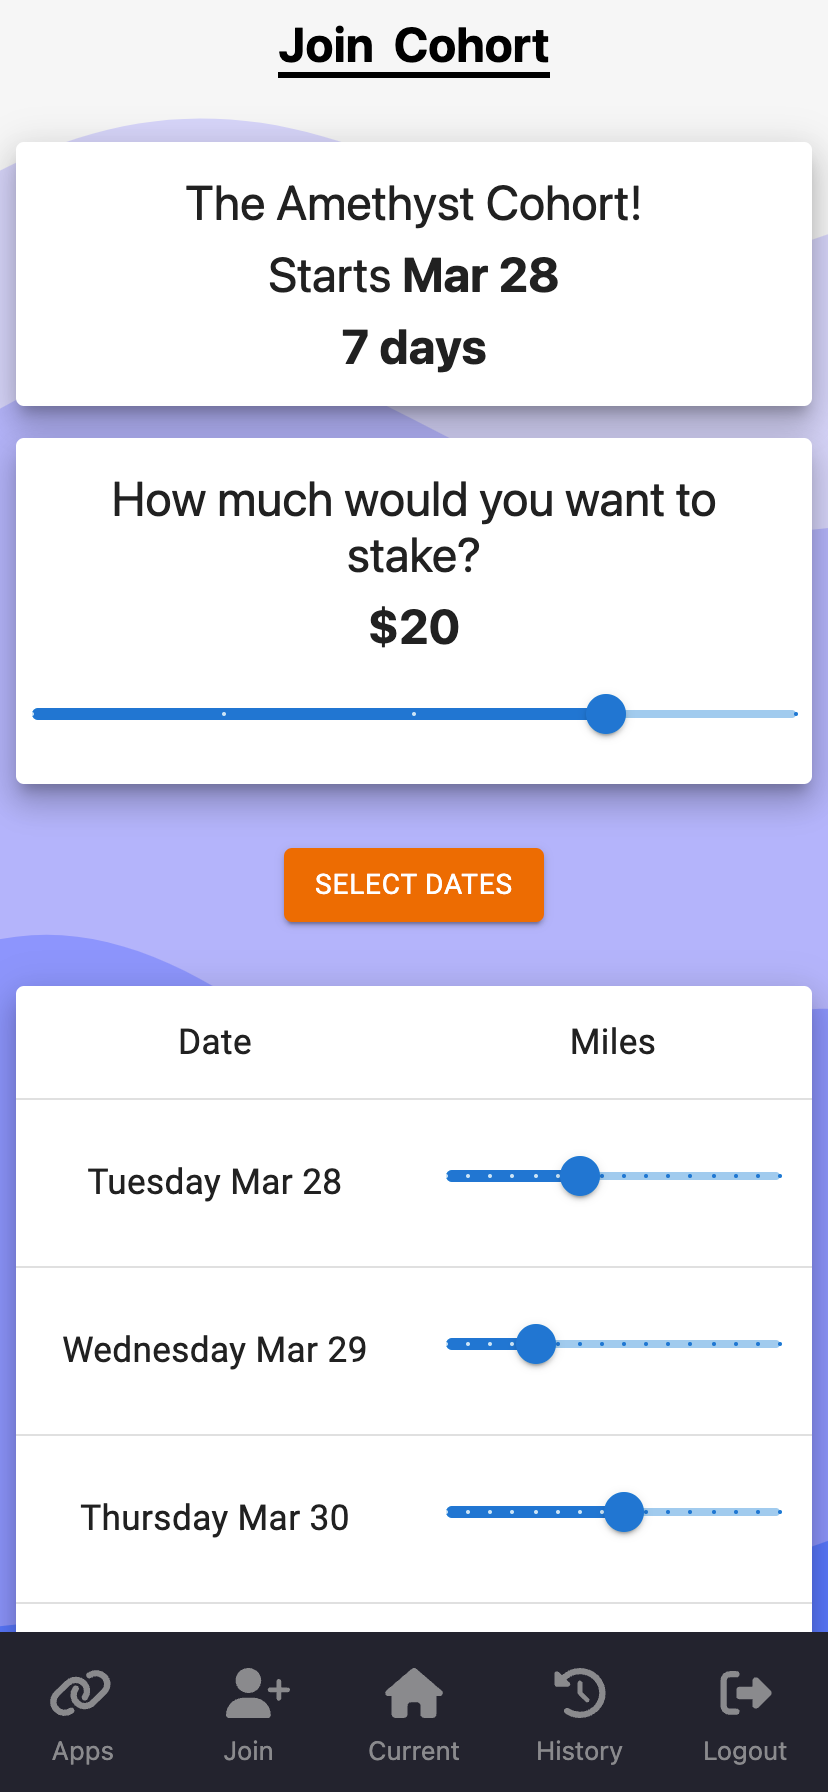 Join Cohort
The Amethyst Cohort!
Starts Mar 28
7 days
How much would you want to
stake?
$20
SELECT DATES
Date Miles
Tuesday Mar 28
Wednesday Mar 29
Thursday Mar 30
Apps Join Current History Logout